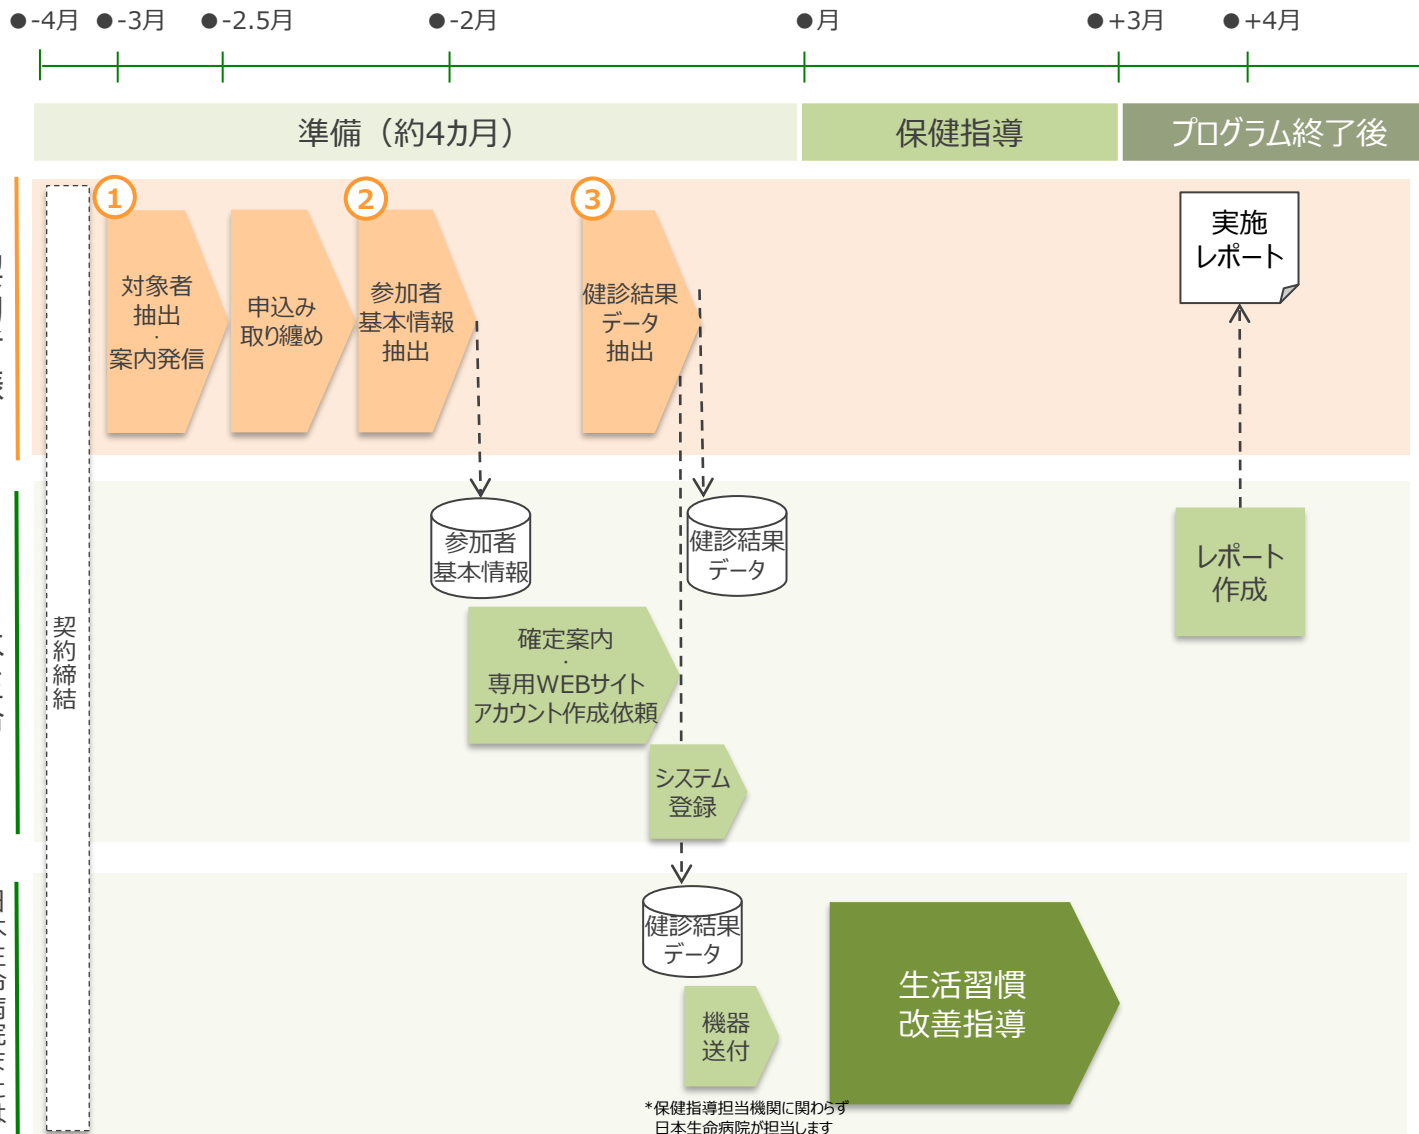 ●-4月
●-3月
●-2.5月
●-2月
●月
●+3月
●+4月
準備（約4カ月）
保健指導
プログラム終了後
1
対象者
抽出
・
案内発信
申込み
取り纏め
2
参加者
基本情報
抽出
3
健診結果
データ
抽出
実施
レポート
契約締結
参加者
基本情報
健診結果
データ
レポート
作成
確定案内
・
専用WEBサイト
アカウント作成依頼
システム
登録
健診結果
データ
機器
送付
生活習慣
改善指導
*保健指導担当機関に関わらず
日本生命病院が担当します